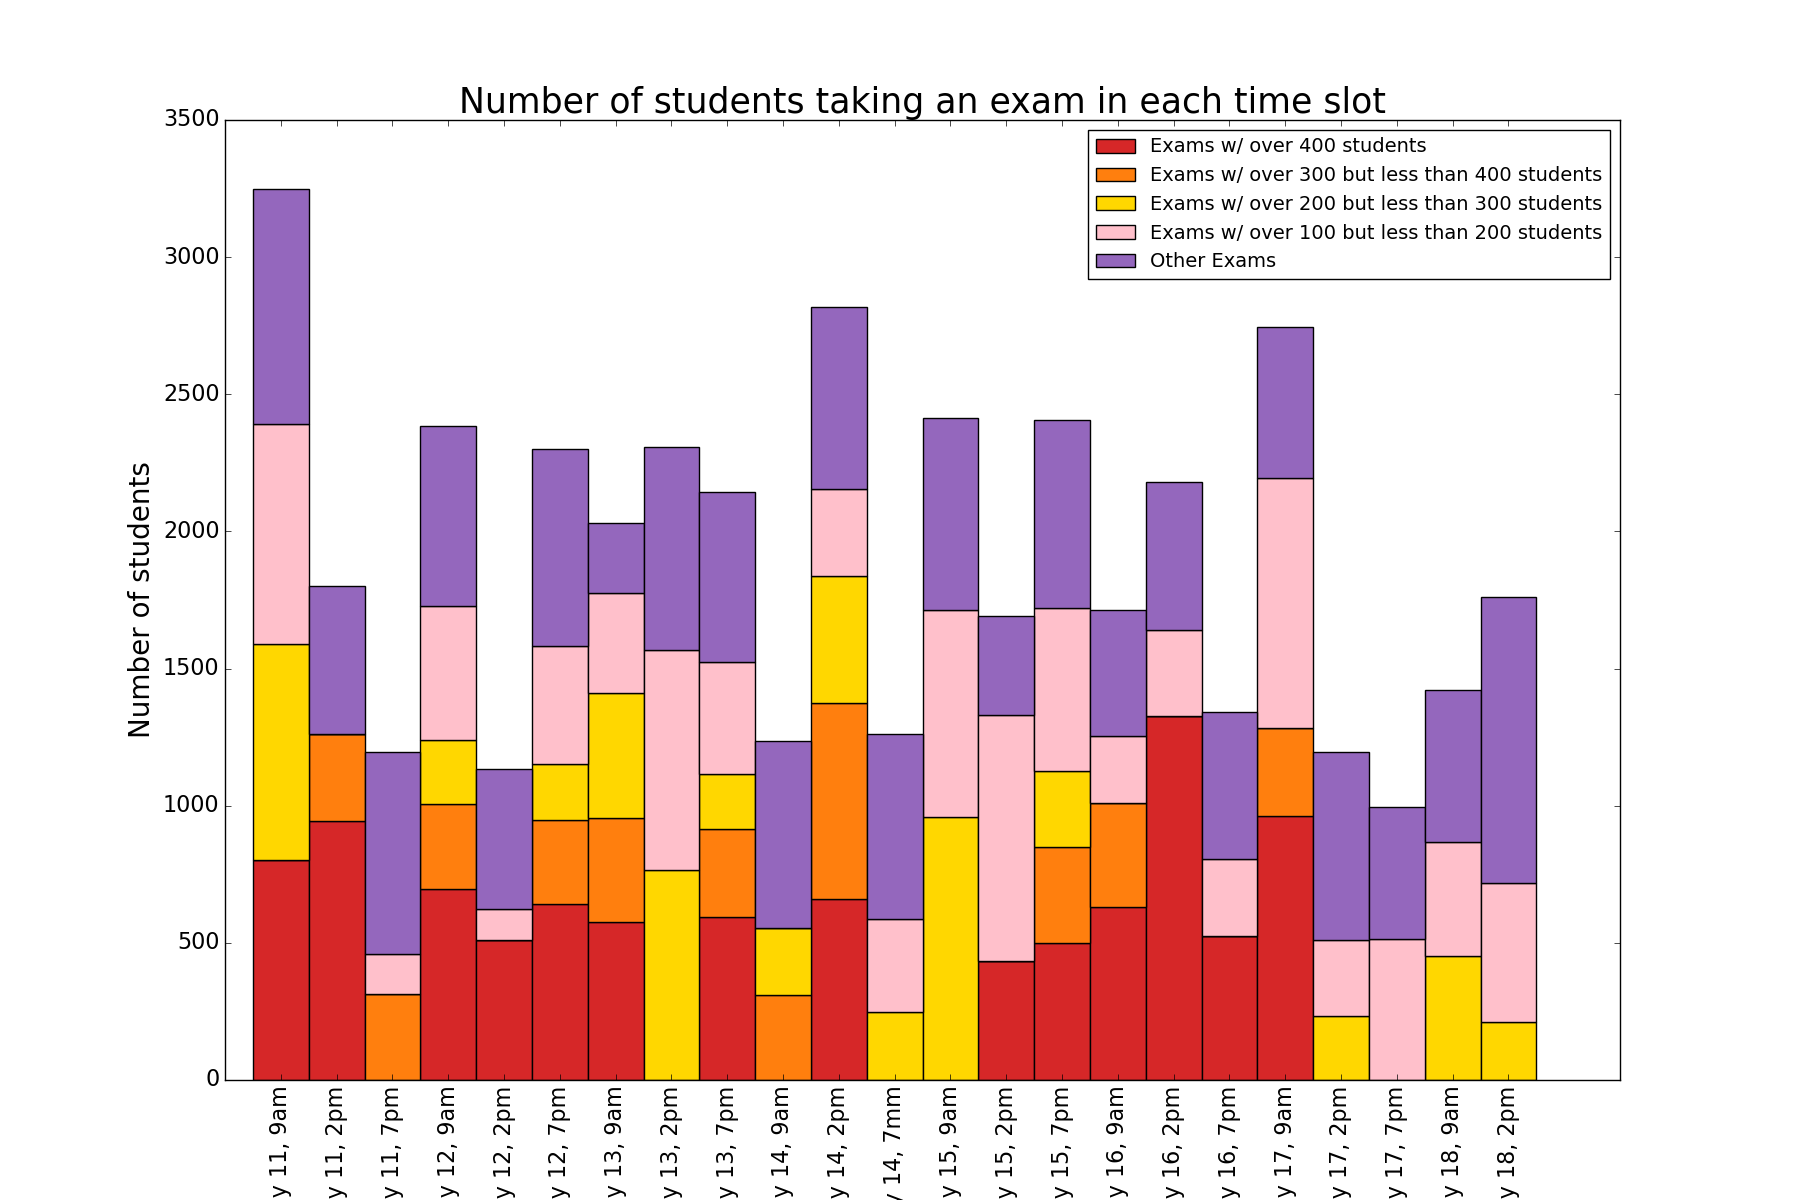 Number of students taking an exam in each time slot
Exams w/ over 400 students
Exams w/ over 300 but less than 400 students
Exams w/ over 200 but less than 300 students
Exams w/ over 100 but less than 200 students
Other Exams
Number of students
3500
3000
2500
2000
1500
1000
500
0
y 11, 9am
y 11, 2pm
y 11, 7pm
y 12, 9am
y 12, 2pm
y 12, 7pm
y 13, 9am
y 13, 2pm
y 13, 7pm
y 14, 9am
y 14, 2pm
y 14, 7mm
y 15, 9am
y 15, 2pm
y 15, 7pm
y 16, 9am
y 16, 2pm
y 16, 7pm
y 17, 9am
y 17, 2pm
y 17, 7pm
y 18, 9am
y 18, 2pm